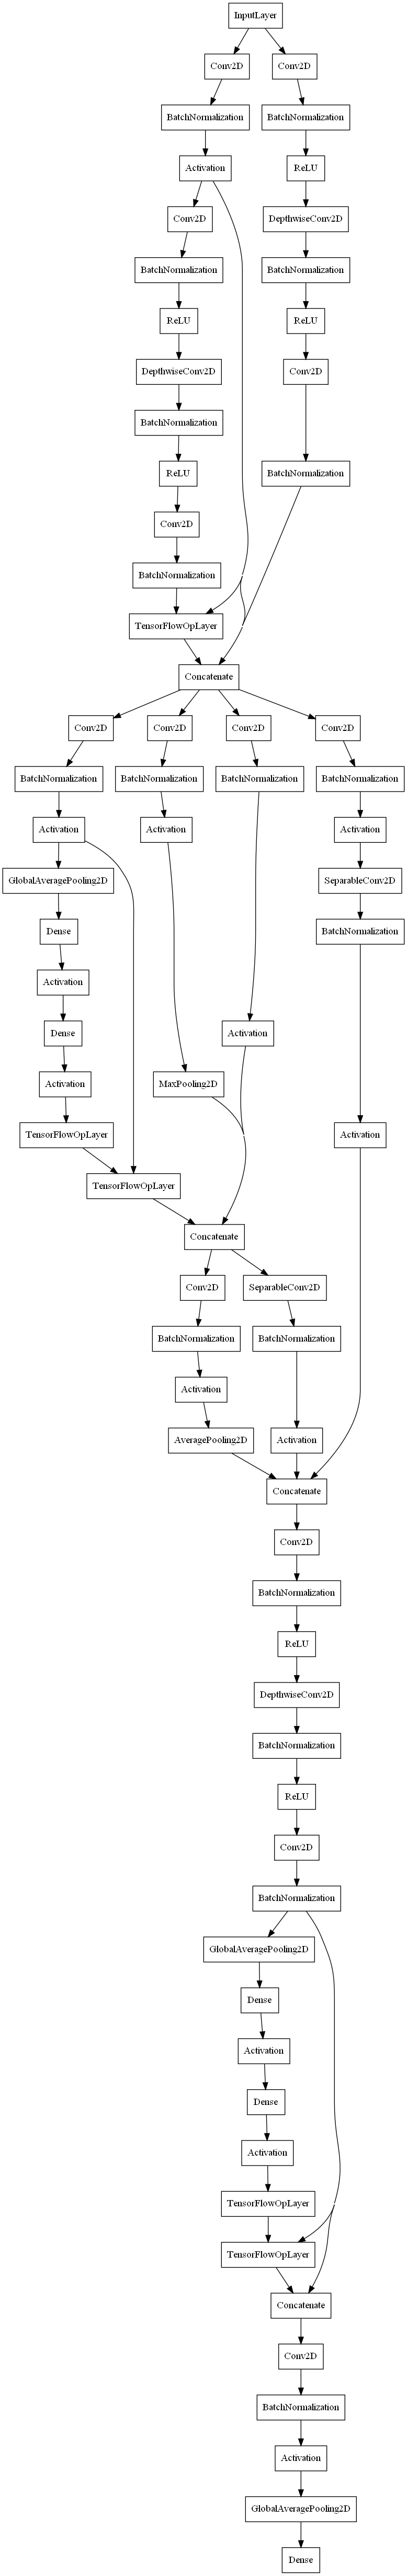 InputLayer
Conv2D
Conv2D
BatchNormalization
BatchNormalization
Activation
ReLU
Conv2D
DepthwiseConv2D
BatchNormalization
BatchNormalization
ReLU
ReLU
DepthwiseConv2D
Conv2D
BatchNormalization
ReLU
BatchNormalization
Conv2D
BatchNormalization
TensorFlowOpLayer
Concatenate
Conv2D
Conv2D
Conv2D
Conv2D
BatchNormalization
BatchNormalization
BatchNormalization
BatchNormalization
Activation
Activation
Activation
GlobalAveragePooling2D
SeparableConv2D
Dense
BatchNormalization
Activation
Dense
Activation
Activation
MaxPooling2D
TensorFlowOpLayer
Activation
TensorFlowOpLayer
Concatenate
Conv2D
SeparableConv2D
BatchNormalization
BatchNormalization
Activation
AveragePooling2D
Activation
Concatenate
Conv2D
BatchNormalization
ReLU
DepthwiseConv2D
BatchNormalization
ReLU
Conv2D
BatchNormalization
GlobalAveragePooling2D
Dense
Activation
Dense
Activation
TensorFlowOpLayer
TensorFlowOpLayer
Concatenate
Conv2D
BatchNormalization
Activation
GlobalAveragePooling2D
Dense